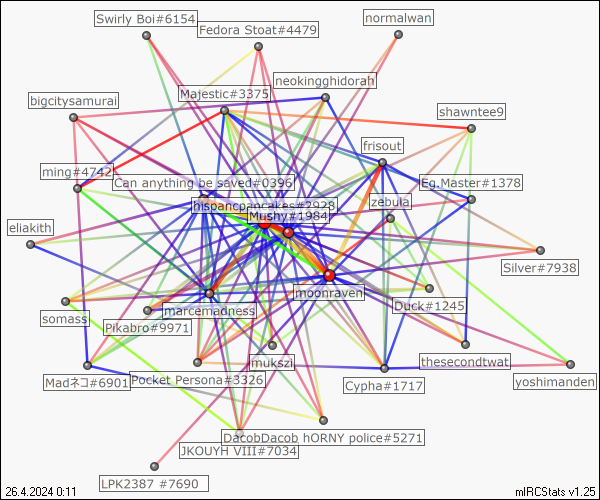 Swirly Boi#6154
Fedora Stoat#4479
normalwan
neokingghidorah
Majestic#3375
bigcitysamurai
shawntee9
frisout
ming#4742
Can anything be saved#0396
Eg.Master#1378
hispanicpancakes#2928
zebula
Mushy#1984
eliakith
Silver#7938
moonraven
Duck#1245
somass
marcemadness
Pikabro#9971
mukszi
thesecondtwat
Madネコ#6901
Pocket Persona#3326
Cypha#1717
yoshimanden
DacobDacob hORNY police#5271
JKOUYH VIII#7034
LPK2387 #7690
26.4.2024 0:11
mIRCStats v1.25